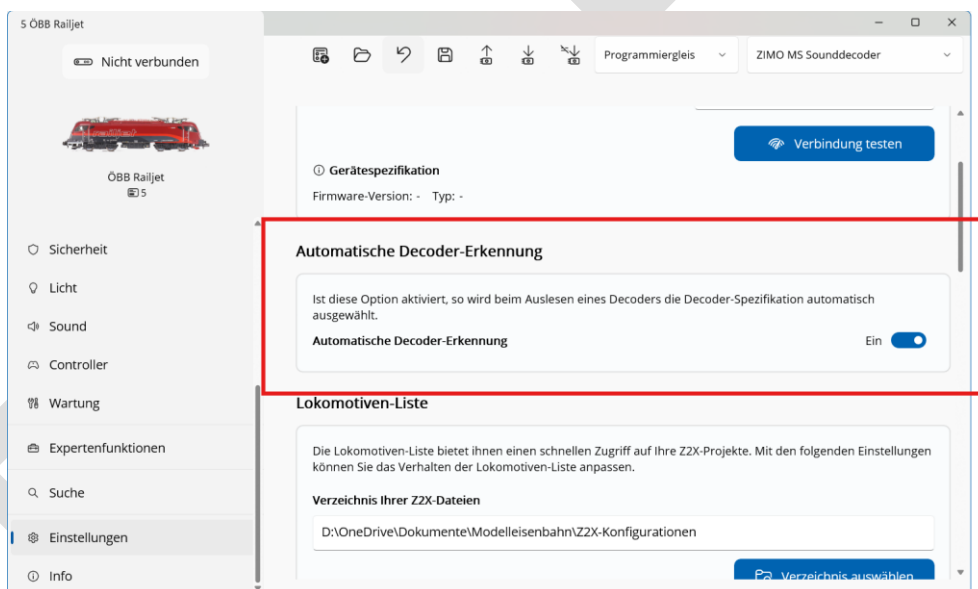 5 ÖBB Railjet
Nicht verbunden
Programmiergleis
ZIMO MS Sounddecoder
railjet
ÖBB Railjet
5
Sicherheit
Licht
Sound
Controller
Wartung
Expertenfunktionen
Suche
Einstellungen
Info
Verbindung testen
Gerätespezifikation
Firmware-Version: - Typ: -
Automatische Decoder-Erkennung
Ist diese Option aktiviert, so wird beim Auslesen eines Decoders die Decoder-Spezifikation automatisch
ausgewählt.
Automatische Decoder-Erkennung
Ein
Lokomotiven-Liste
Die Lokomotiven-Liste bietet ihnen einen schnellen Zugriff auf Ihre Z2X-Projekte. Mit den folgenden Einstellungen
können Sie das Verhalten der Lokomotiven-Liste anpassen.
Verzeichnis Ihrer Z2X-Dateien
D:\OneDrive\Dokumente\Modelleisenbahn\Z2X-Konfigurationen
Verzeichnis auswählen